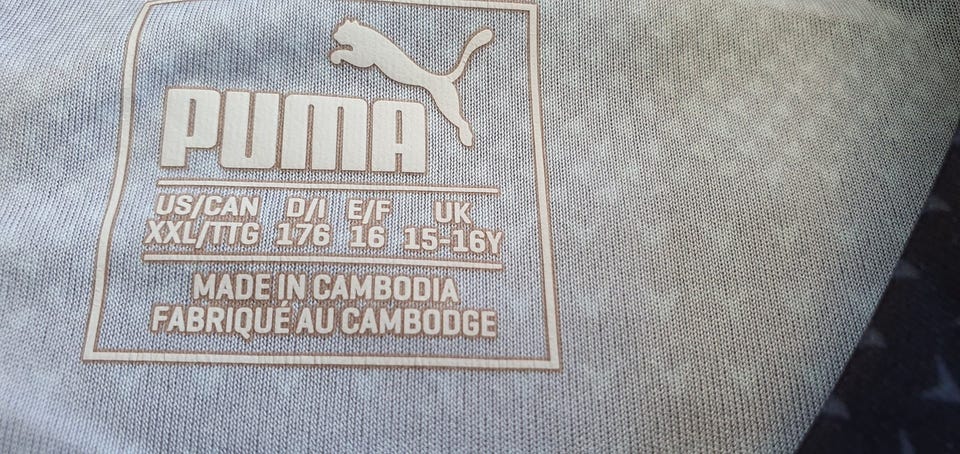 PUMA
US/CAN D/I E/F UK
XXL/TTG 176 16 15-16Y
MADE IN CAMBODIA
FABRIQUÉ AU CAMBODGE